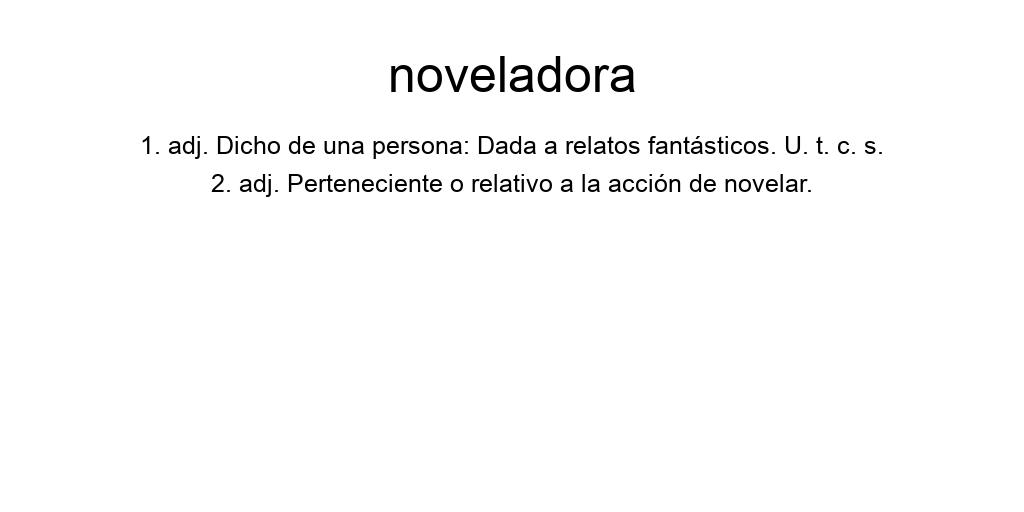 noveladora
1. adj. Dicho de una persona: Dada a relatos fantásticos. U. t. c. s.
2. adj. Perteneciente o relativo a la acción de novelar.